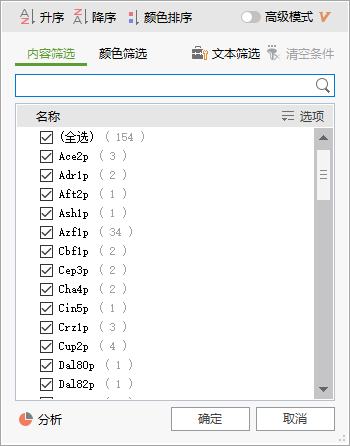 升序 降序 颜色排序 高级模式
内容筛选 颜色筛选 文本筛选 清空条件
名称 选项
(全选) ( 154 )
Ace2p ( 3 )
Adr1p ( 2 )
Aft2p ( 1 )
Ash1p ( 1 )
Azf1p ( 34 )
Cbf1p ( 2 )
Cep3p ( 2 )
Cha4p ( 2 )
Cin5p ( 1 )
Crz1p ( 3 )
Cup2p ( 4 )
Dal80p ( 1 )
Dal82p ( 1 )
分析 确定 取消